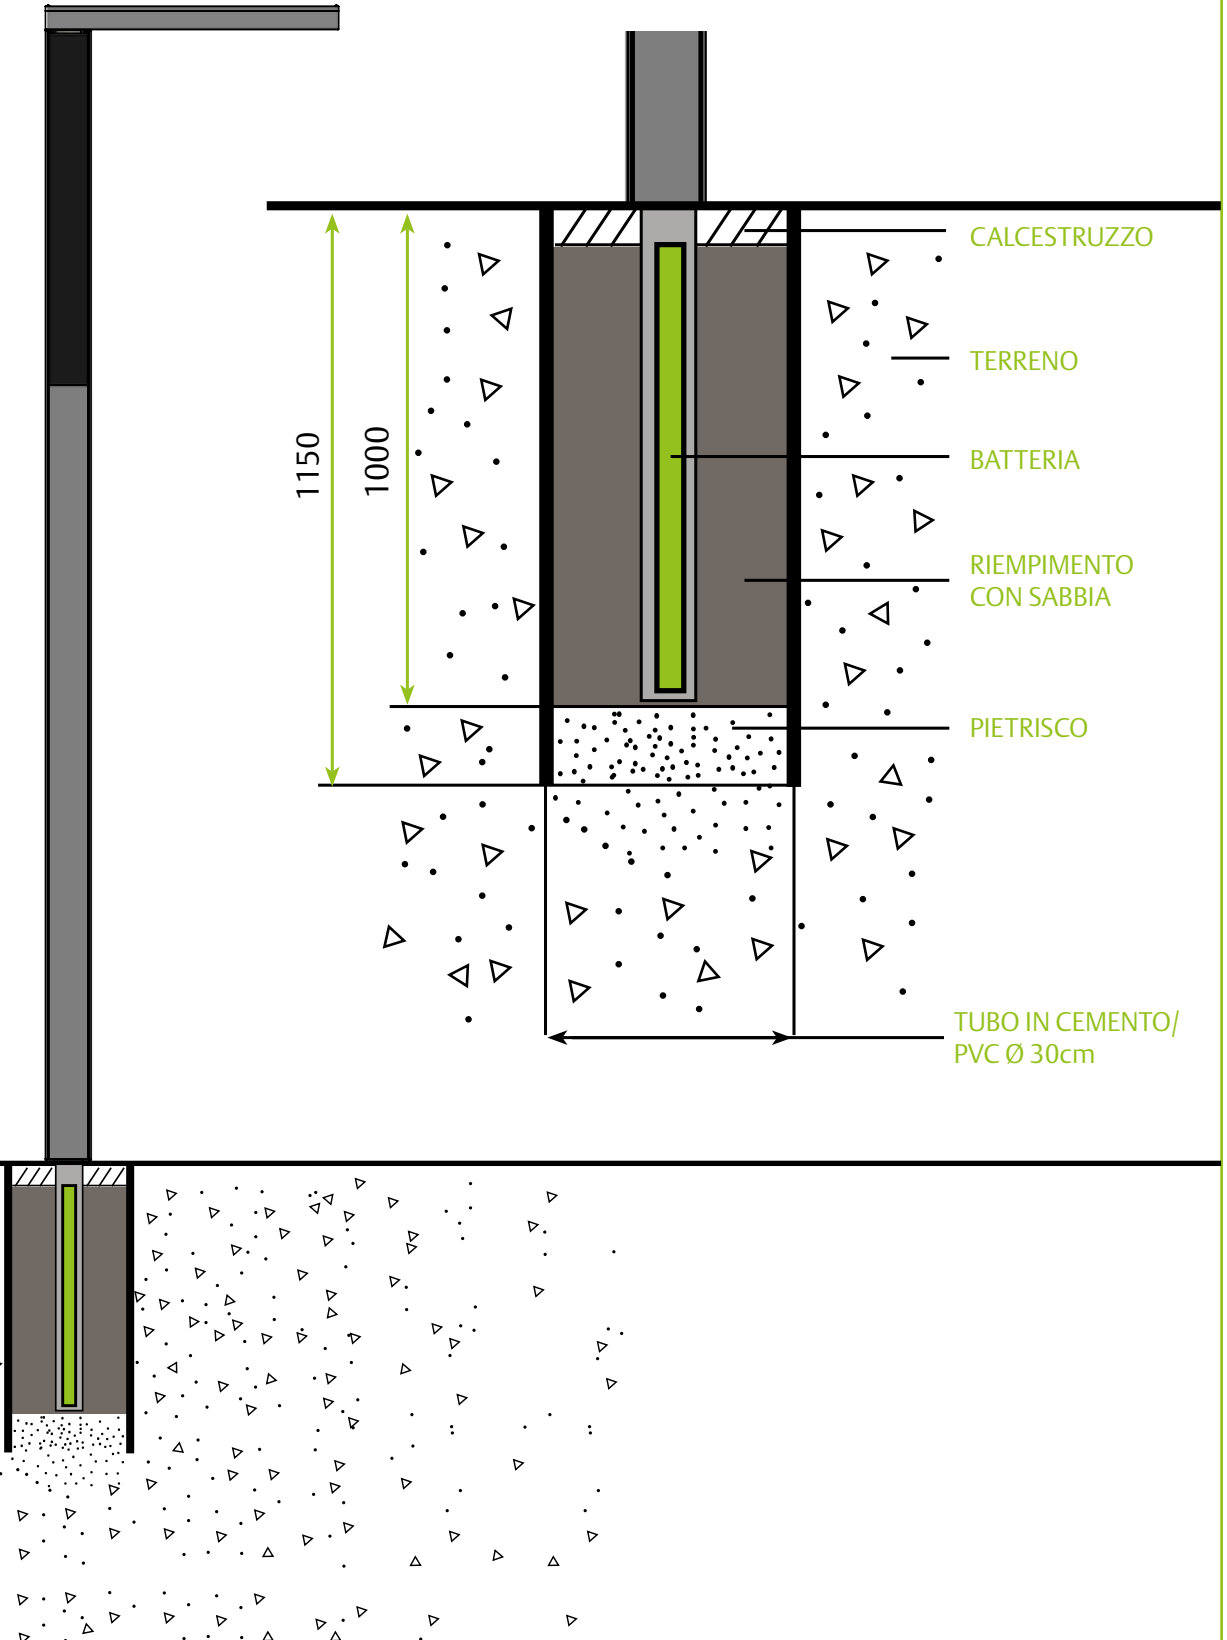 CALCESTRUZZO
TERRENO
1150
1000
BATTERIA
RIEMPIMENTO
CON SABBIA
PIETRISCO
TUBO IN CEMENTO/
PVC Ø 30cm